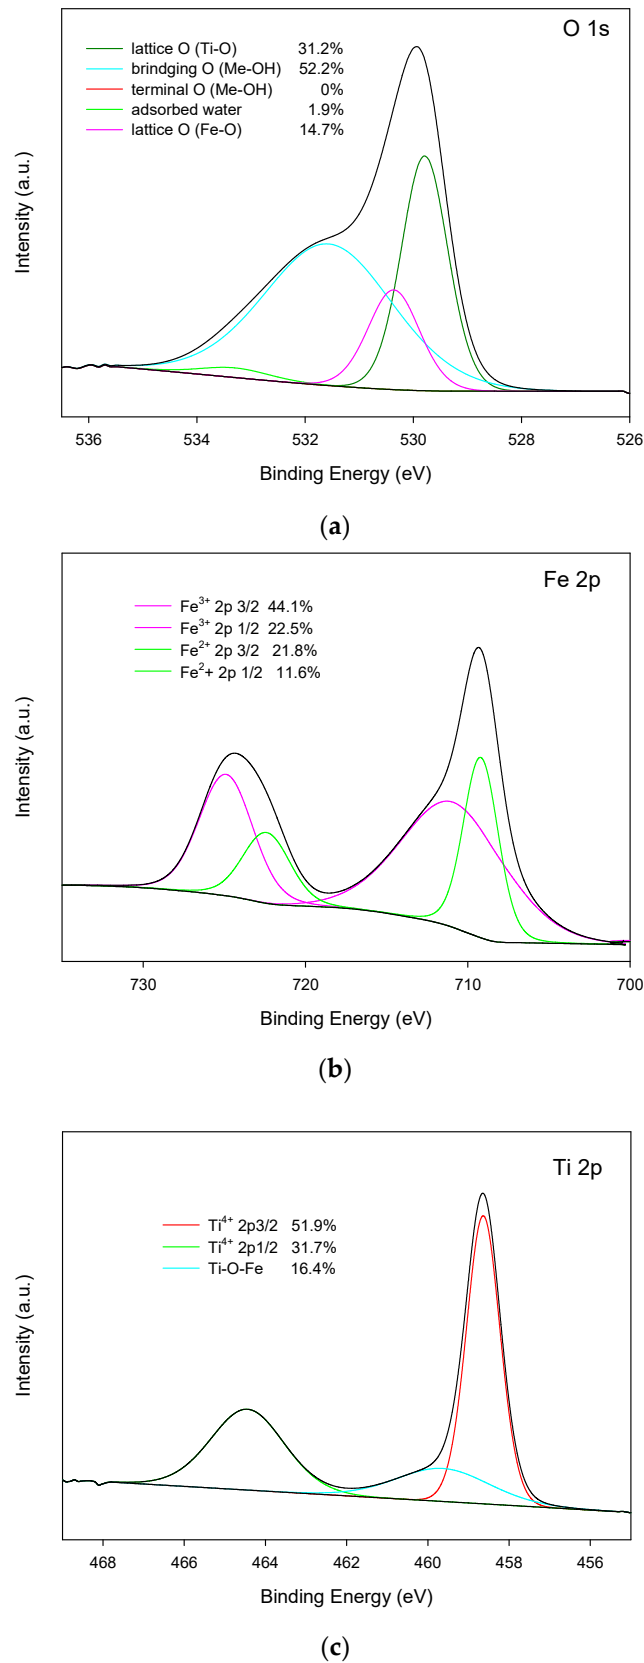 O 1s
lattice O (Ti-O) 31.2%
brindging O (Me-OH) 52.2%
terminal O (Me-OH) 0%
adsorbed water 1.9%
lattice O (Fe-O) 14.7%
Intensity (a.u.)
536 534 532 530 528 526
Binding Energy (eV)
(a)
Fe 2p
Fe³⁺ 2p 3/2 44.1%
Fe³⁺ 2p 1/2 22.5%
Fe²⁺ 2p 3/2 21.8%
Fe²+ 2p 1/2 11.6%
Intensity (a.u.)
730 720 710 700
Binding Energy (eV)
(b)
Ti 2p
Ti⁴⁺ 2p3/2 51.9%
Ti⁴⁺ 2p1/2 31.7%
Ti-O-Fe 16.4%
Intensity (a.u.)
468 466 464 462 460 458 456
Binding Energy (eV)
(c)